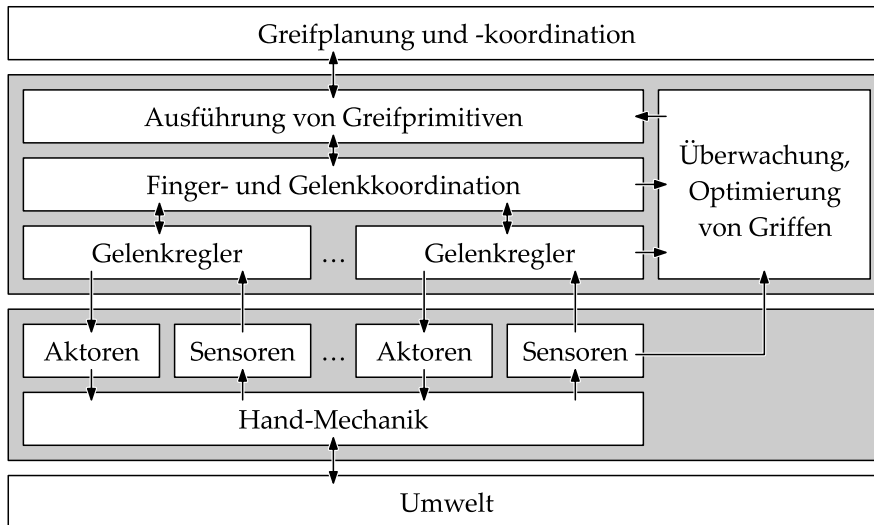 Greifplanung und -koordination
Ausführung von Greifprimitiven
Überwachung,
Optimierung
von Griffen
Finger- und Gelenkkoordination
Gelenkregler ... Gelenkregler
Aktoren Sensoren ... Aktoren Sensoren
Hand-Mechanik
Umwelt